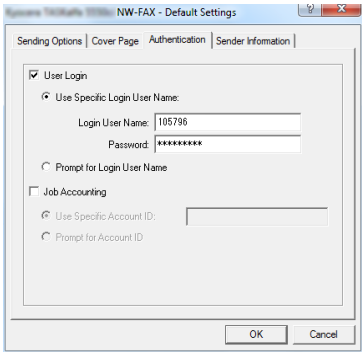 NW-FAX - Default Settings
Sending Options Cover Page Authentication Sender Information
User Login
Use Specific Login User Name:
Login User Name: 105796
Password: *********
Prompt for Login User Name
Job Accounting
Use Specific Account ID:
Prompt for Account ID
OK Cancel